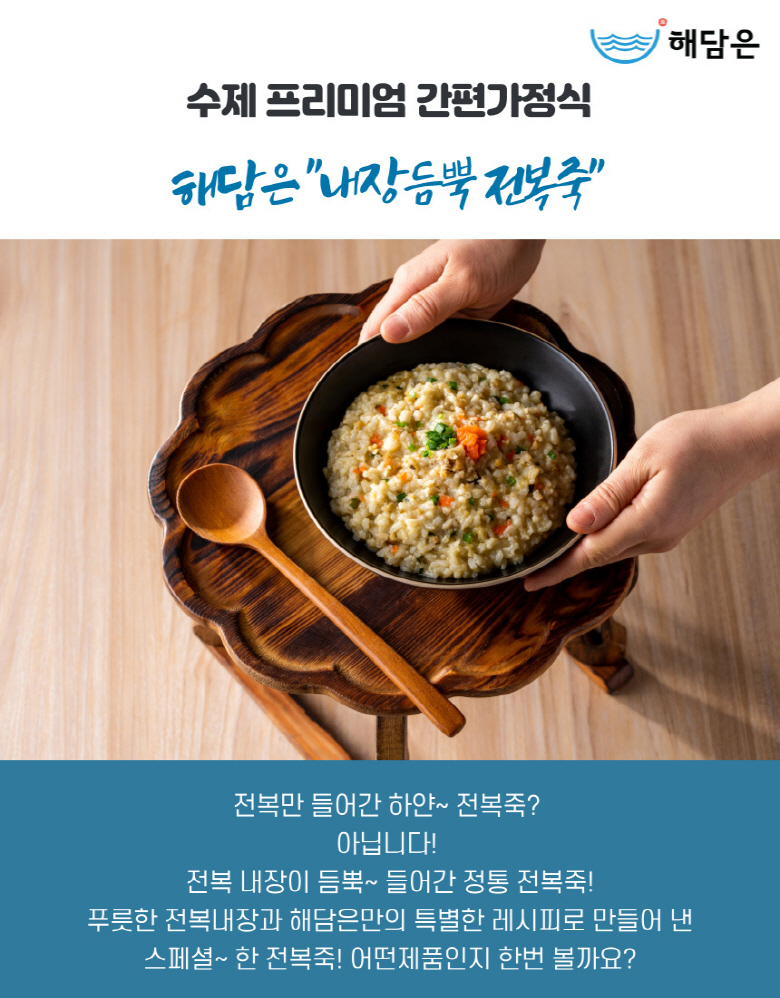 해담은
수제 프리미엄 간편가정식
해담은 "내장듬뿍 전복죽"
전복만 들어간 하얀~ 전복죽?
아닙니다!
전복 내장이 듬뿍~ 들어간 정통 전복죽!
푸릇한 전복내장과 해담은만의 특별한 레시피로 만들어 낸
스페셜~ 한 전복죽! 어떤제품인지 한번 볼까요?